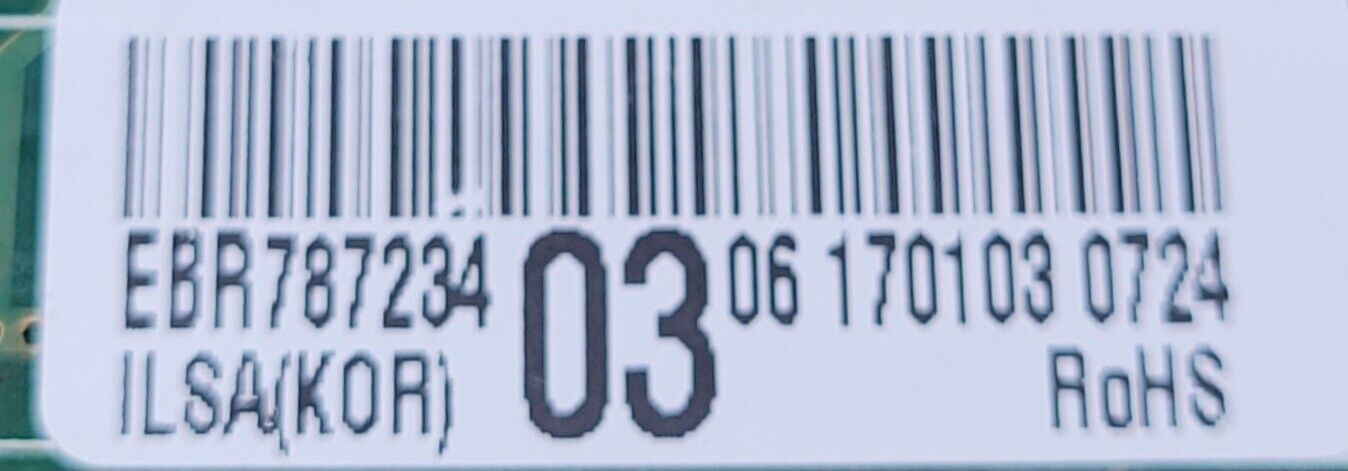 EBR787234 03 06 170103 0724
ILSA(KOR) RoHS